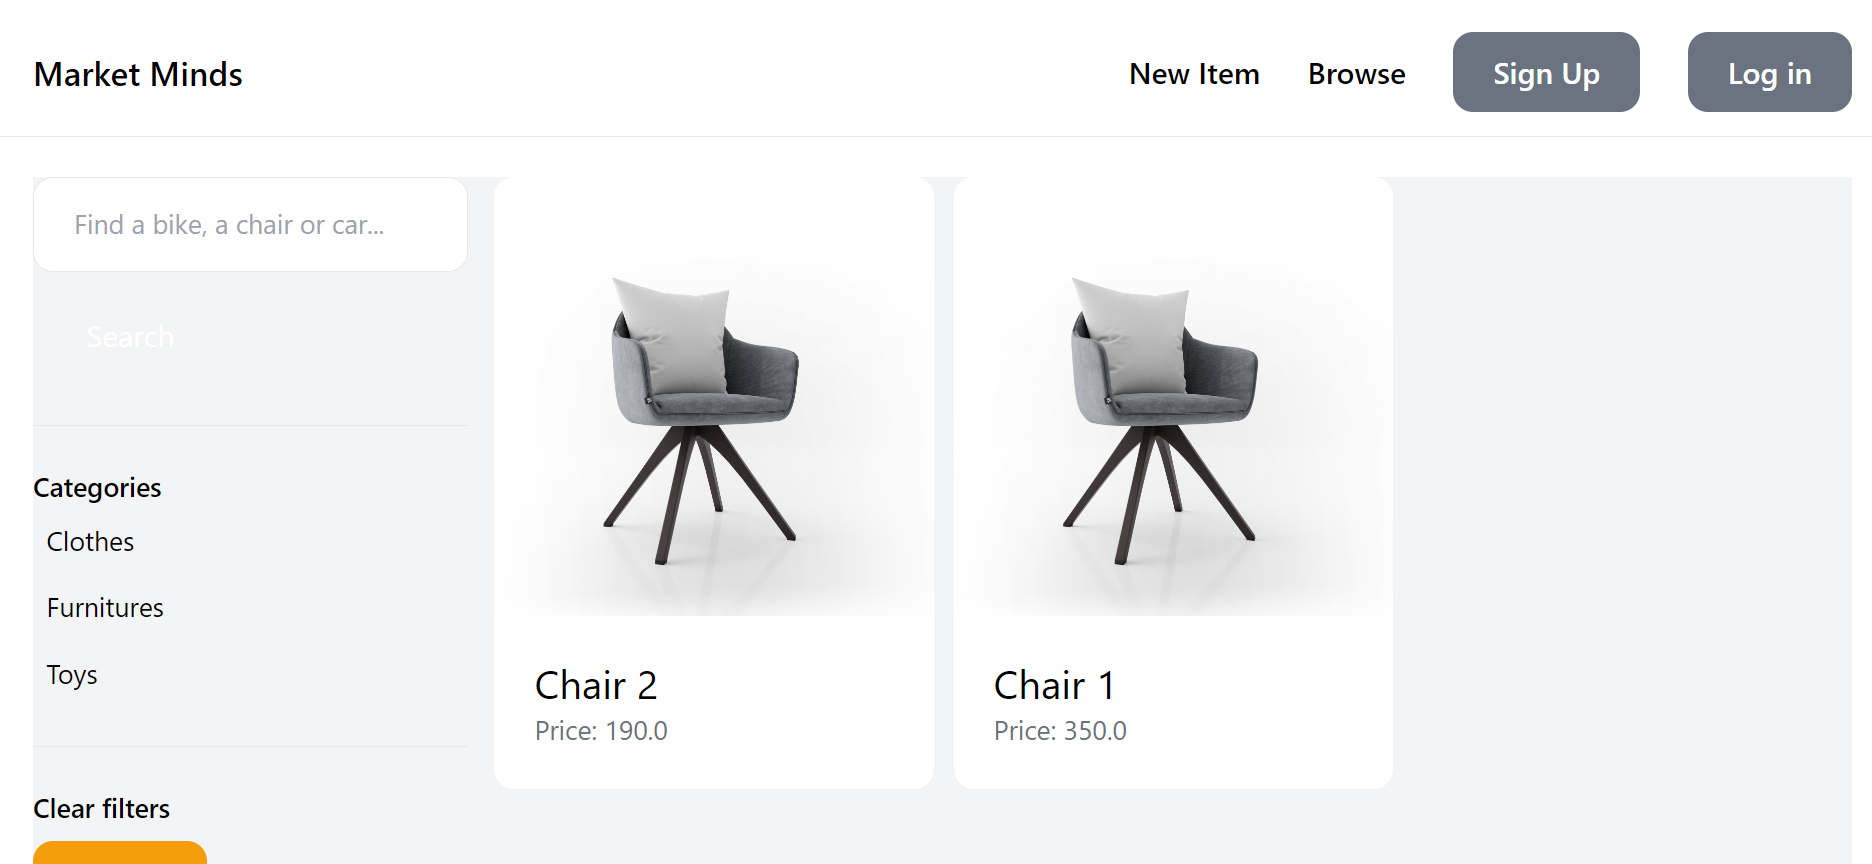 Market Minds
New Item
Browse
Sign Up
Log in
Find a bike, a chair or car...
Search
Categories
Clothes
Furnitures
Toys
Clear filters
Chair 2
Price: 190.0
Chair 1
Price: 350.0